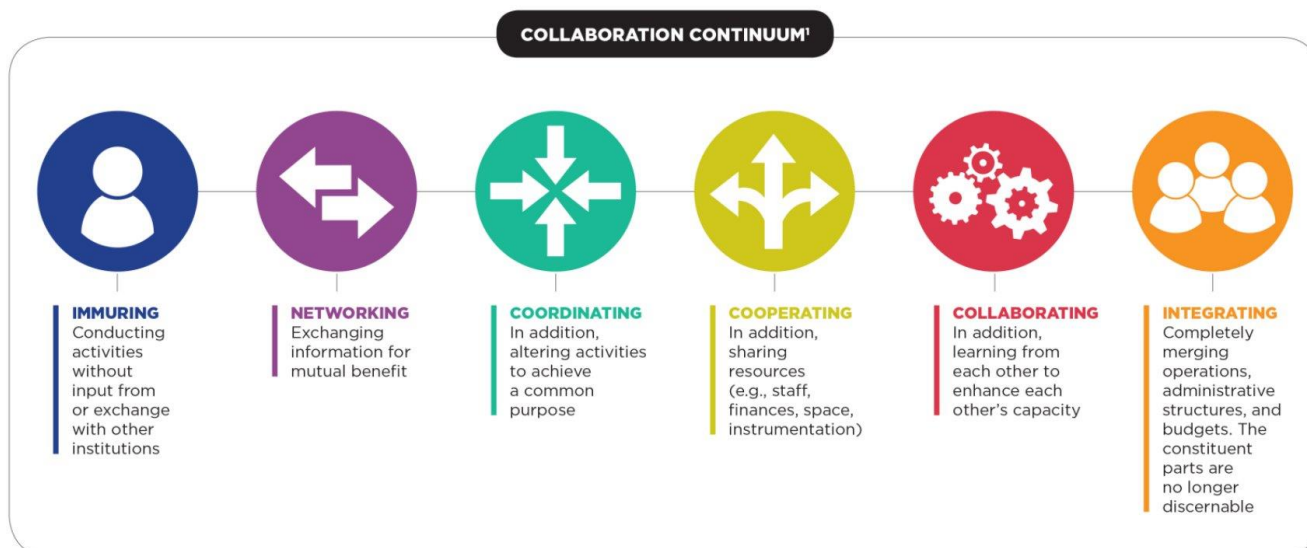 COLLABORATION CONTINUUM¹
IMMURING
Conducting
activities
without
input from
or exchange
with other
institutions
NETWORKING
Exchanging
information for
mutual benefit
COORDINATING
In addition,
altering activities
to achieve
a common
purpose
COOPERATING
In addition,
sharing
resources
(e.g., staff,
finances, space,
instrumentation)
COLLABORATING
In addition,
learning from
each other to
enhance each
other’s capacity
INTEGRATING
Completely
merging
operations,
administrative
structures, and
budgets. The
constituent
parts are
no longer
discernable